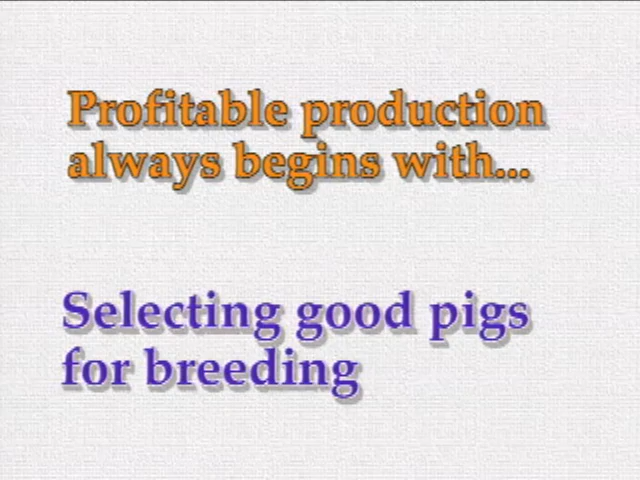 Profitable production
always begins with...
Selecting good pigs
for breeding